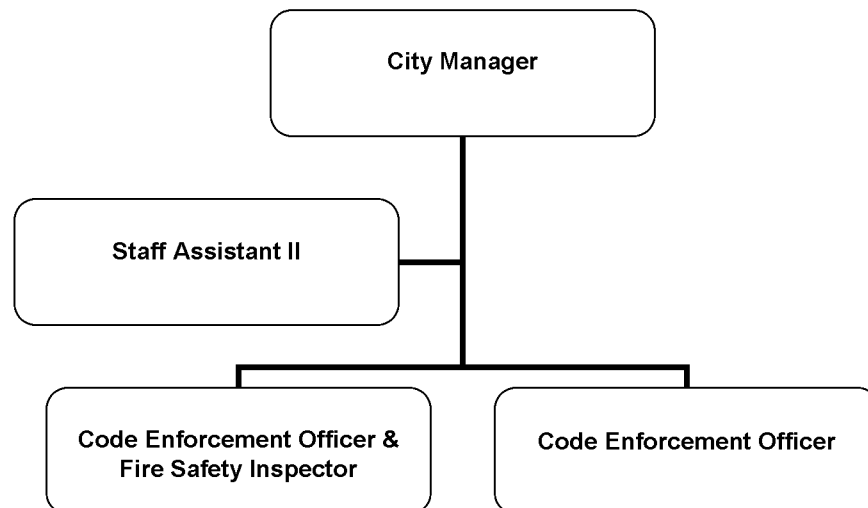 City Manager
Staff Assistant II
Code Enforcement Officer &
Fire Safety Inspector
Code Enforcement Officer